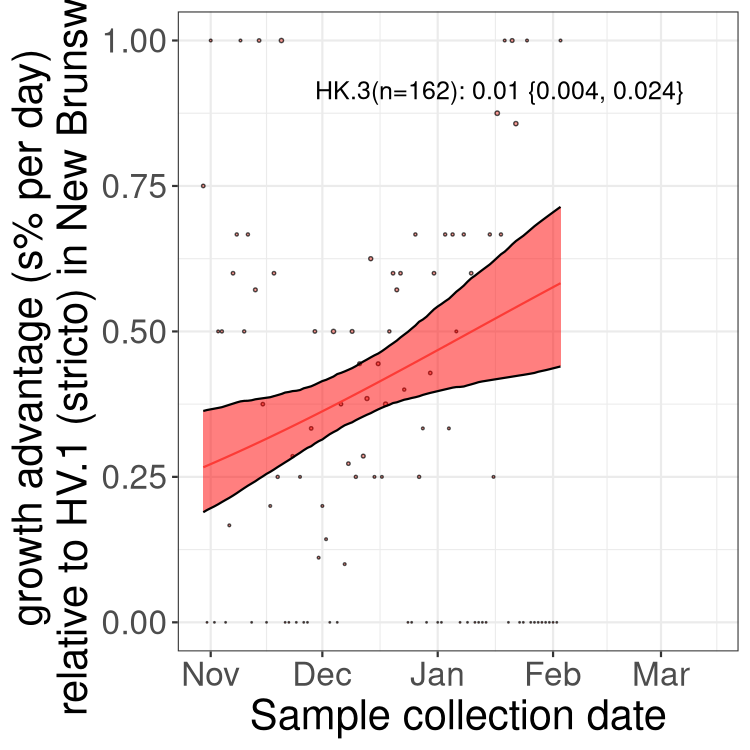 growth advantage (s% per day)
relative to HV.1 (stricto) in New Brunsw
1.00
0.75
0.50
0.25
0.00
HK.3(n=162): 0.01 {0.004, 0.024}
Nov Dec Jan Feb Mar
Sample collection date